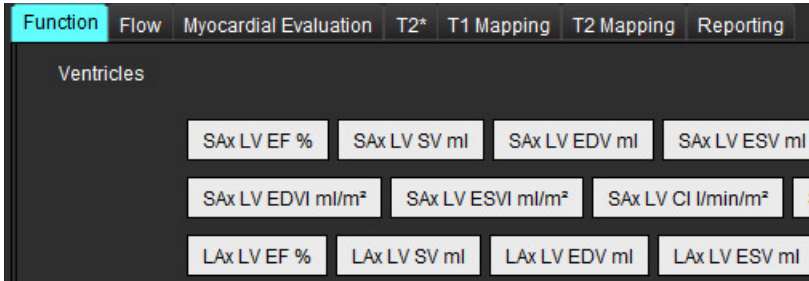 Function Flow Myocardial Evaluation T2* T1 Mapping T2 Mapping Reporting
Ventricles
SAx LV EF % SAx LV SV ml SAx LV EDV ml SAx LV ESV ml
SAx LV EDVI ml/m² SAx LV ESVI ml/m² SAx LV CI l/min/m²
LAx LV EF % LAx LV SV ml LAx LV EDV ml LAx LV ESV ml